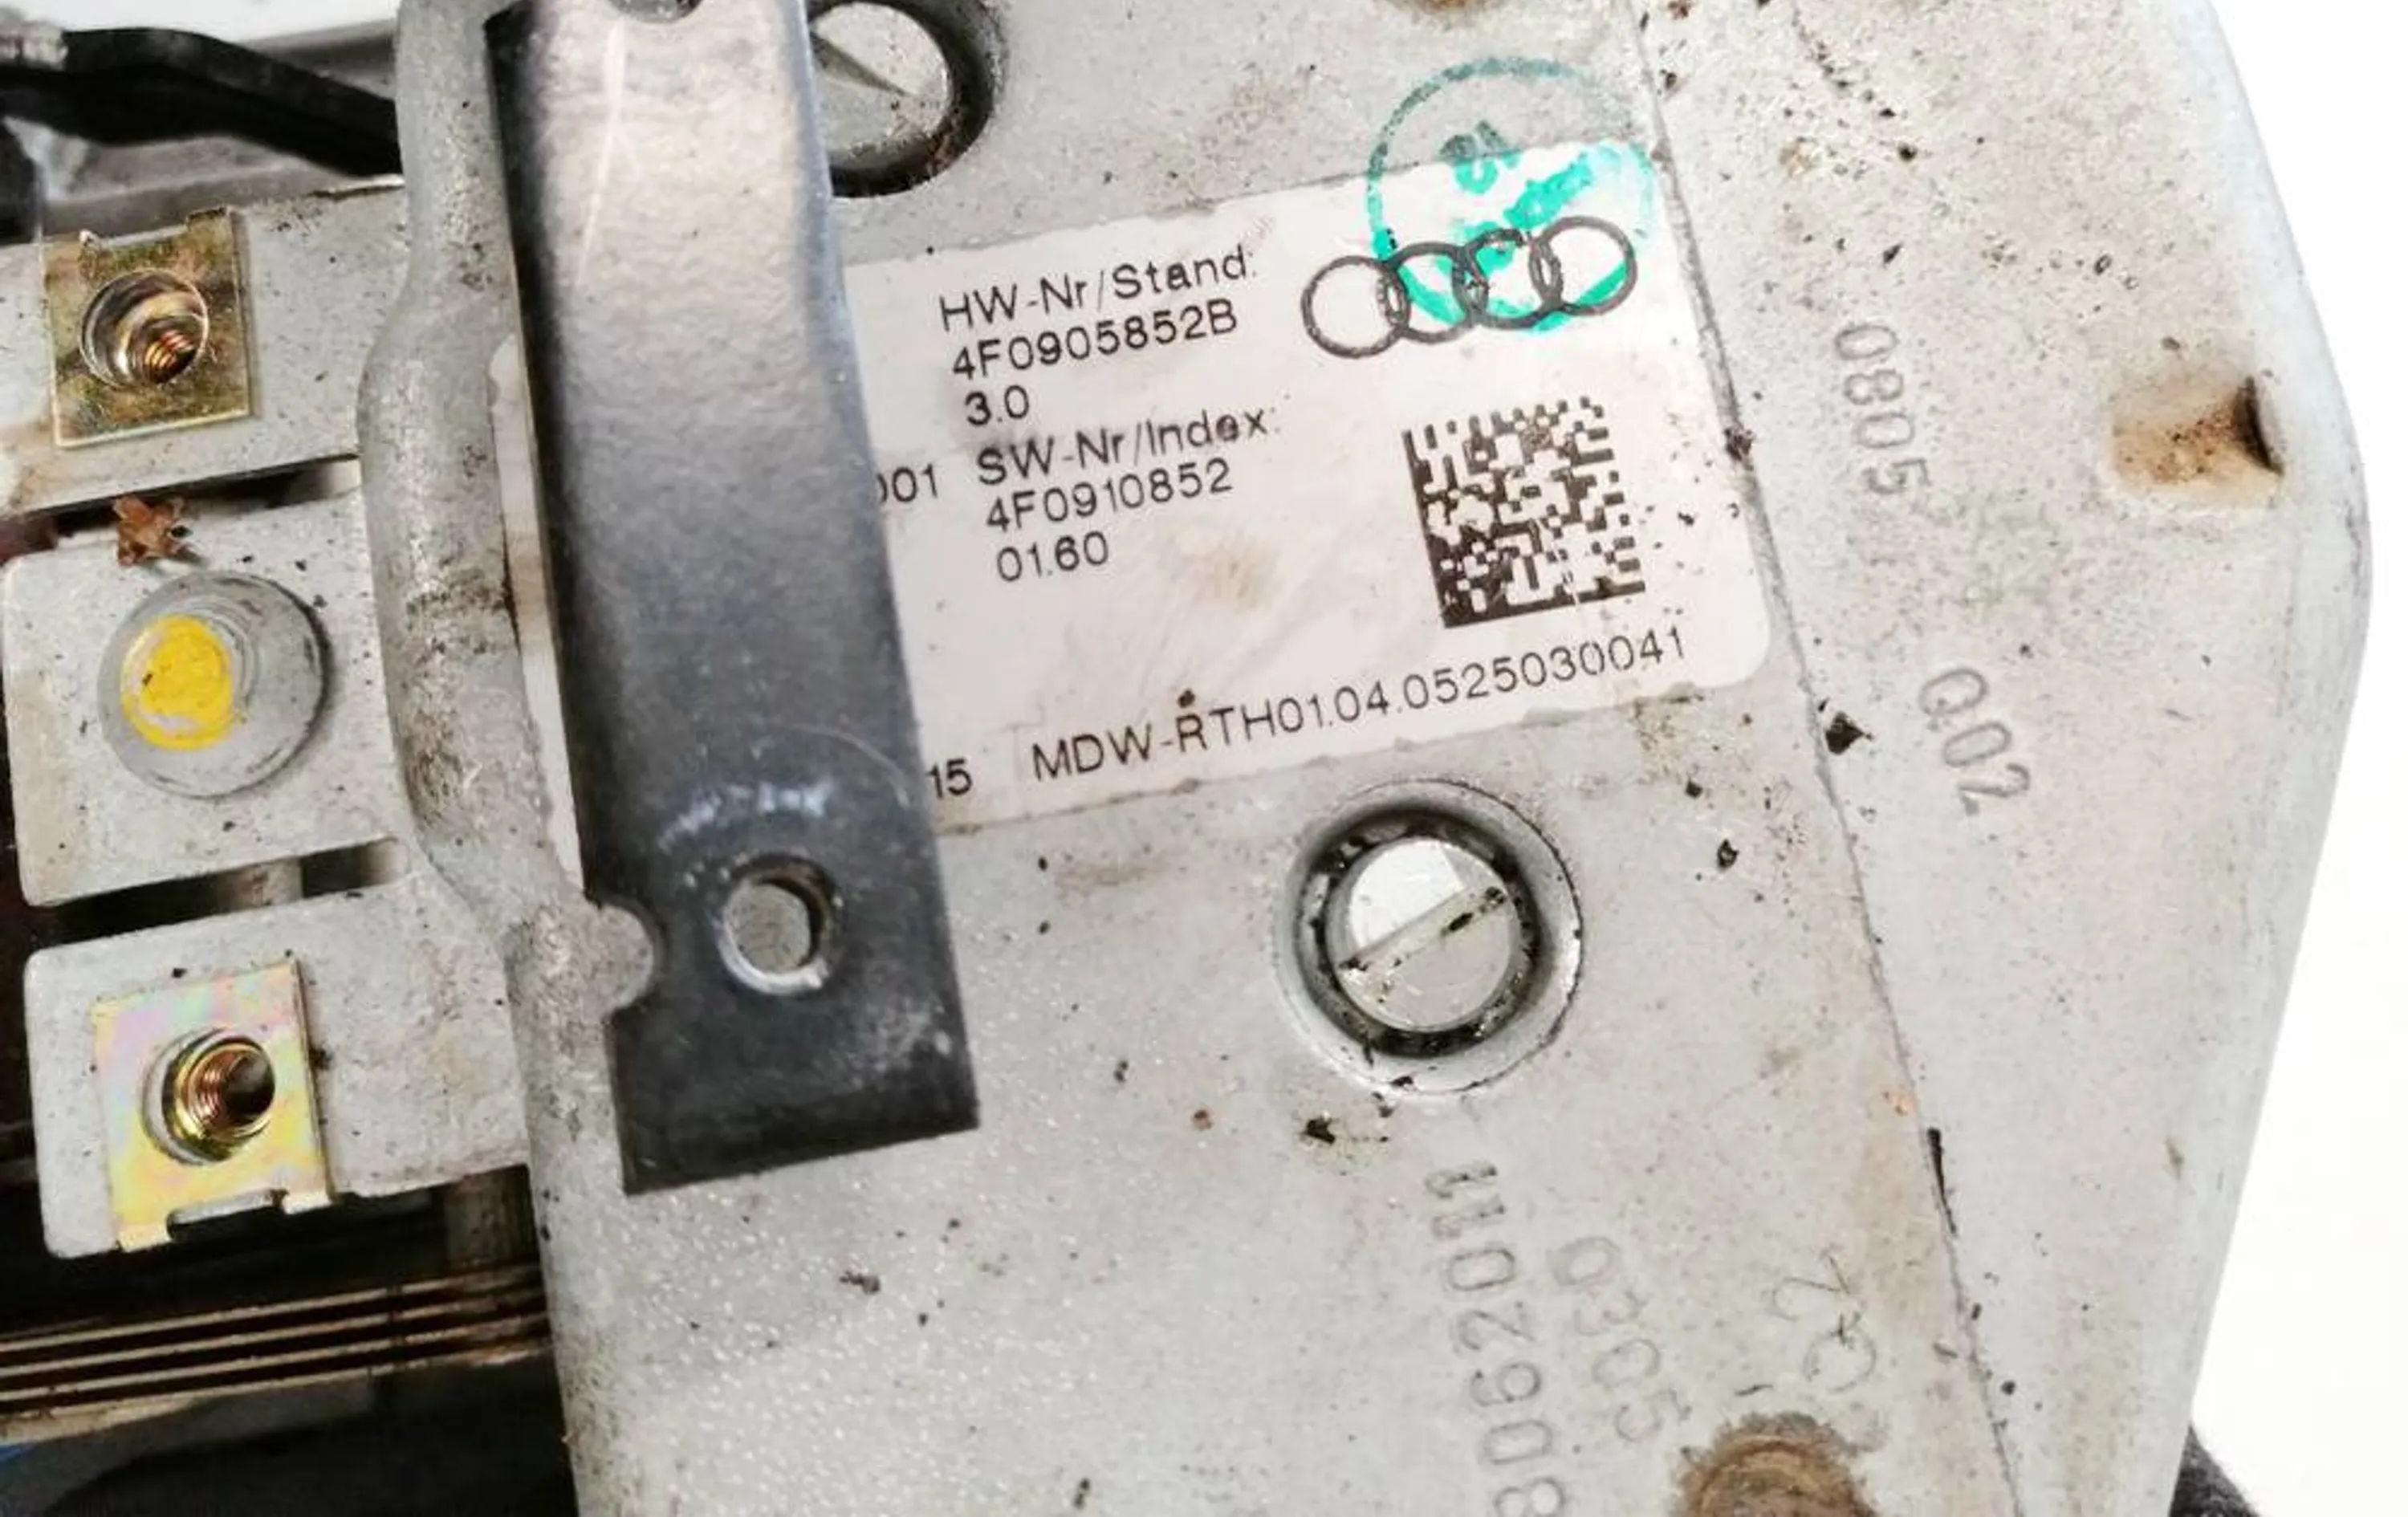 HW-Nr/Stand:
4F0905852B
3.0
001 SW-Nr/Index:
4F0910852
01.60
15 MDW-RTH01.04.0525030041
0805
Q02